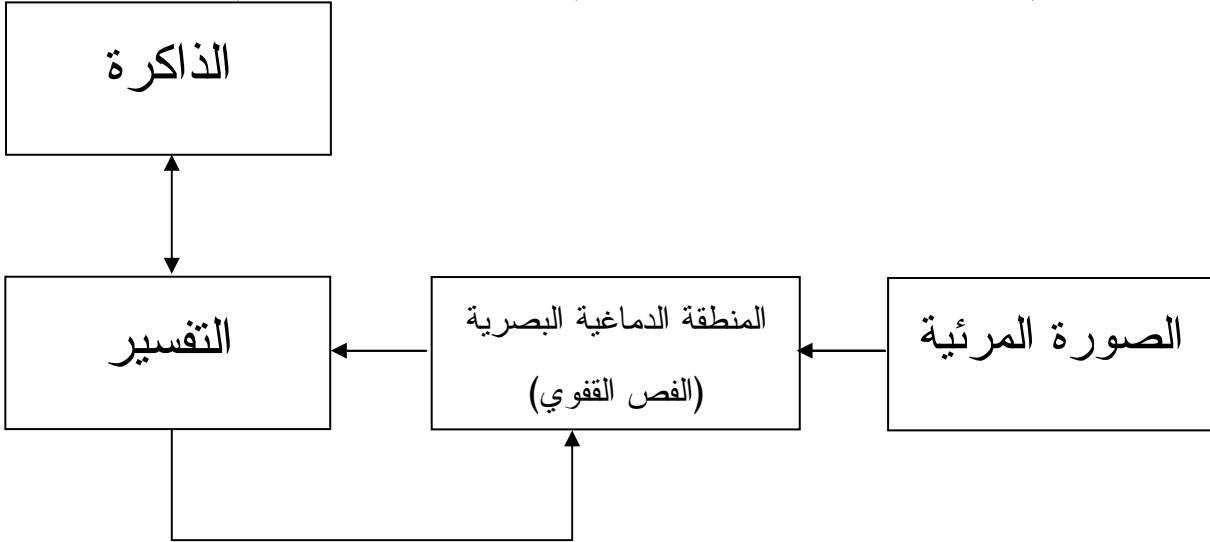 الذاكرة
الصورة المرئية
المنطقة الدماغية البصرية
(الفص القفوي)
التفسير